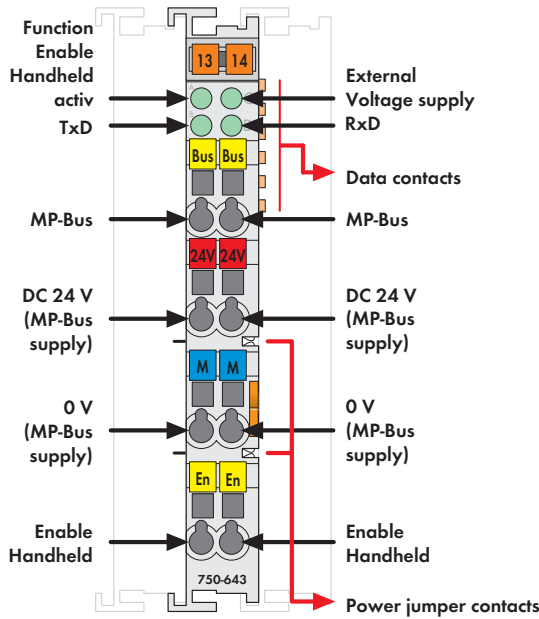 Function
Enable
Handheld
activ
TxD
MP-Bus
DC 24 V
(MP-Bus
supply)
0 V
(MP-Bus
supply)
Enable
Handheld
13 14
A C
B D
Bus Bus
24V 24V
M M
En En
750-643
External
Voltage supply
RxD
Data contacts
MP-Bus
DC 24 V
(MP-Bus
supply)
0 V
(MP-Bus
supply)
Enable
Handheld
Power jumper contacts